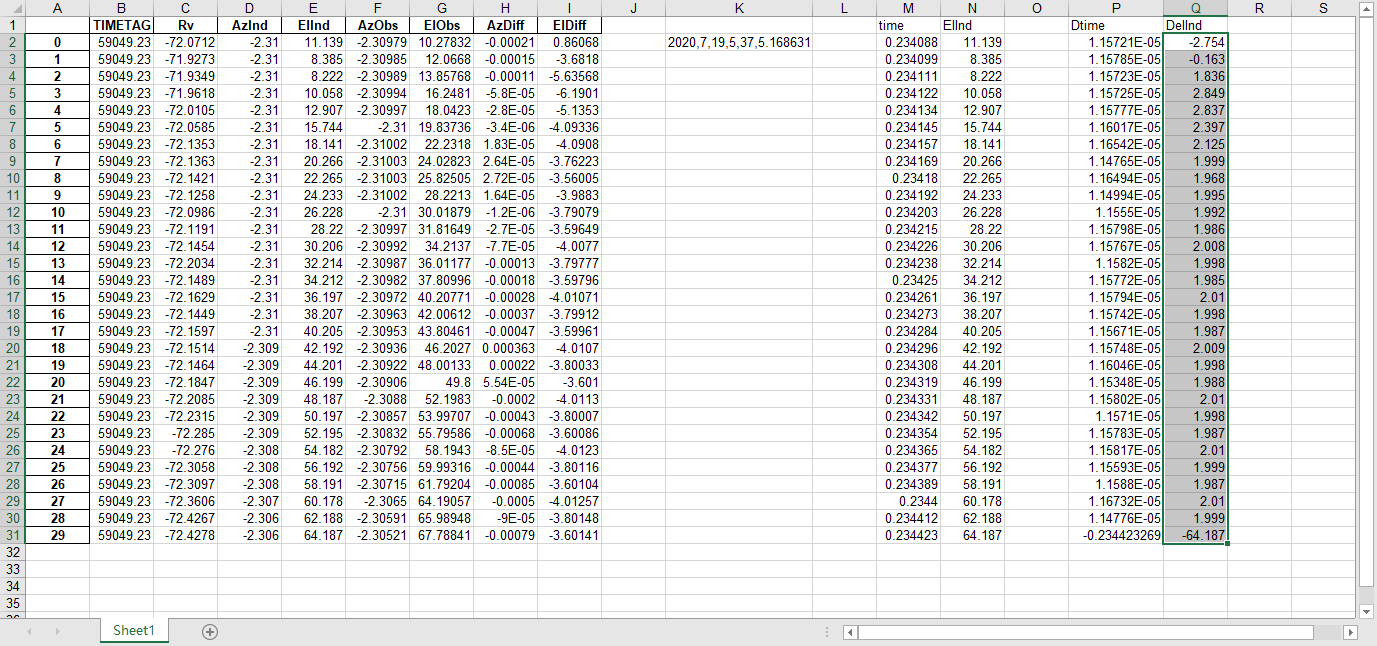 A B C D E F G H I J K L M N O P Q R S
1 TIMETAG Rv AzInd ElInd AzObs ElObs AzDiff ElDiff time ElInd Dtime DelInd
2 0 59049.23 -72.0712 -2.31 11.139 -2.30979 10.27832 -0.00021 0.86068 2020,7,19,5,37,5.168631 0.234088 11.139 1.15721E-05 -2.754
3 1 59049.23 -71.9273 -2.31 8.385 -2.30985 12.0668 -0.00015 -3.6818 0.234099 8.385 1.15785E-05 -0.163
4 2 59049.23 -71.9349 -2.31 8.222 -2.30989 13.85768 -0.00011 -5.63568 0.234111 8.222 1.15723E-05 1.836
5 3 59049.23 -71.9618 -2.31 10.058 -2.30994 16.2481 -5.8E-05 -6.1901 0.234122 10.058 1.15725E-05 2.849
6 4 59049.23 -72.0105 -2.31 12.907 -2.30997 18.0423 -2.8E-05 -5.1353 0.234134 12.907 1.15777E-05 2.837
7 5 59049.23 -72.0585 -2.31 15.744 -2.31 19.83736 -3.4E-06 -4.09336 0.234145 15.744 1.16017E-05 2.397
8 6 59049.23 -72.1353 -2.31 18.141 -2.31002 22.2318 1.83E-05 -4.0908 0.234157 18.141 1.16542E-05 2.125
9 7 59049.23 -72.1363 -2.31 20.266 -2.31003 24.02823 2.64E-05 -3.76223 0.234169 20.266 1.14765E-05 1.999
10 8 59049.23 -72.1421 -2.31 22.265 -2.31003 25.82505 2.72E-05 -3.56005 0.23418 22.265 1.16494E-05 1.968
11 9 59049.23 -72.1258 -2.31 24.233 -2.31002 28.2213 1.64E-05 -3.9883 0.234192 24.233 1.14994E-05 1.995
12 10 59049.23 -72.0986 -2.31 26.228 -2.31 30.01879 -1.2E-06 -3.79079 0.234203 26.228 1.1555E-05 1.992
13 11 59049.23 -72.1191 -2.31 28.22 -2.30997 31.81649 -2.7E-05 -3.59649 0.234215 28.22 1.15798E-05 1.986
14 12 59049.23 -72.1454 -2.31 30.206 -2.30992 34.2137 -7.7E-05 -4.0077 0.234226 30.206 1.15767E-05 2.008
15 13 59049.23 -72.2034 -2.31 32.214 -2.30987 36.01177 -0.00013 -3.79777 0.234238 32.214 1.1582E-05 1.998
16 14 59049.23 -72.1489 -2.31 34.212 -2.30982 37.80996 -0.00018 -3.59796 0.23425 34.212 1.15772E-05 1.985
17 15 59049.23 -72.1629 -2.31 36.197 -2.30972 40.20771 -0.00028 -4.01071 0.234261 36.197 1.15794E-05 2.01
18 16 59049.23 -72.1449 -2.31 38.207 -2.30963 42.00612 -0.00037 -3.79912 0.234273 38.207 1.15742E-05 1.998
19 17 59049.23 -72.1597 -2.31 40.205 -2.30953 43.80461 -0.00047 -3.59961 0.234284 40.205 1.15671E-05 1.987
20 18 59049.23 -72.1514 -2.309 42.192 -2.30936 46.2027 0.000363 -4.0107 0.234296 42.192 1.15748E-05 2.009
21 19 59049.23 -72.1464 -2.309 44.201 -2.30922 48.00133 0.00022 -3.80033 0.234308 44.201 1.16046E-05 1.998
22 20 59049.23 -72.1847 -2.309 46.199 -2.30906 49.8 5.54E-05 -3.601 0.234319 46.199 1.15348E-05 1.988
23 21 59049.23 -72.2085 -2.309 48.187 -2.3088 52.1983 -0.0002 -4.0113 0.234331 48.187 1.15802E-05 2.01
24 22 59049.23 -72.2315 -2.309 50.197 -2.30857 53.99707 -0.00043 -3.80007 0.234342 50.197 1.1571E-05 1.998
25 23 59049.23 -72.285 -2.309 52.195 -2.30832 55.79586 -0.00068 -3.60086 0.234354 52.195 1.15783E-05 1.987
26 24 59049.23 -72.276 -2.308 54.182 -2.30792 58.1943 -8.5E-05 -4.0123 0.234365 54.182 1.15817E-05 2.01
27 25 59049.23 -72.3058 -2.308 56.192 -2.30756 59.99316 -0.00044 -3.80116 0.234377 56.192 1.15593E-05 1.999
28 26 59049.23 -72.3097 -2.308 58.191 -2.30715 61.79204 -0.00085 -3.60104 0.234389 58.191 1.1588E-05 1.987
29 27 59049.23 -72.3606 -2.307 60.178 -2.3065 64.19057 -0.0005 -4.01257 0.2344 60.178 1.16732E-05 2.01
30 28 59049.23 -72.4267 -2.306 62.188 -2.30591 65.98948 -9E-05 -3.80148 0.234412 62.188 1.14776E-05 1.999
31 29 59049.23 -72.4278 -2.306 64.187 -2.30521 67.78841 -0.00079 -3.60141 0.234423 64.187 -0.234423269 -64.187
32
33
34
35
Sheet1